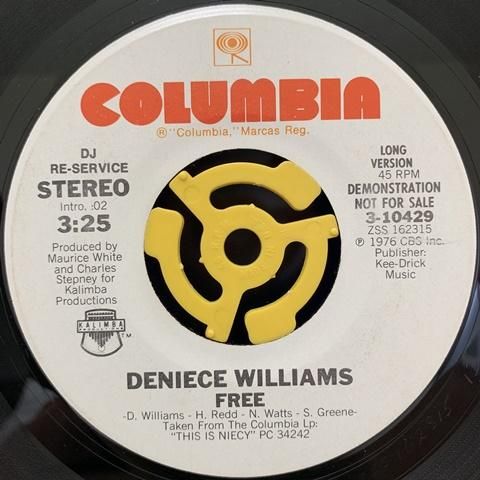 COLUMBIA
® "Columbia," Marcas Reg.
DJ
RE-SERVICE
STEREO
Intro. :02
3:25
Produced by
Maurice White
and Charles
Stepney for
Kalimba
Productions
KALIMBA
TM
LONG
VERSION
45 RPM
DEMONSTRATION
NOT FOR SALE
3-10429
ZSS 162315
℗ 1976 CBS Inc.
Publisher:
Kee-Drick
Music
DENIECE WILLIAMS
FREE
-D. Williams - H. Redd - N. Watts - S. Greene-
Taken From The Columbia Lp:
"THIS IS NIECY" PC 34242